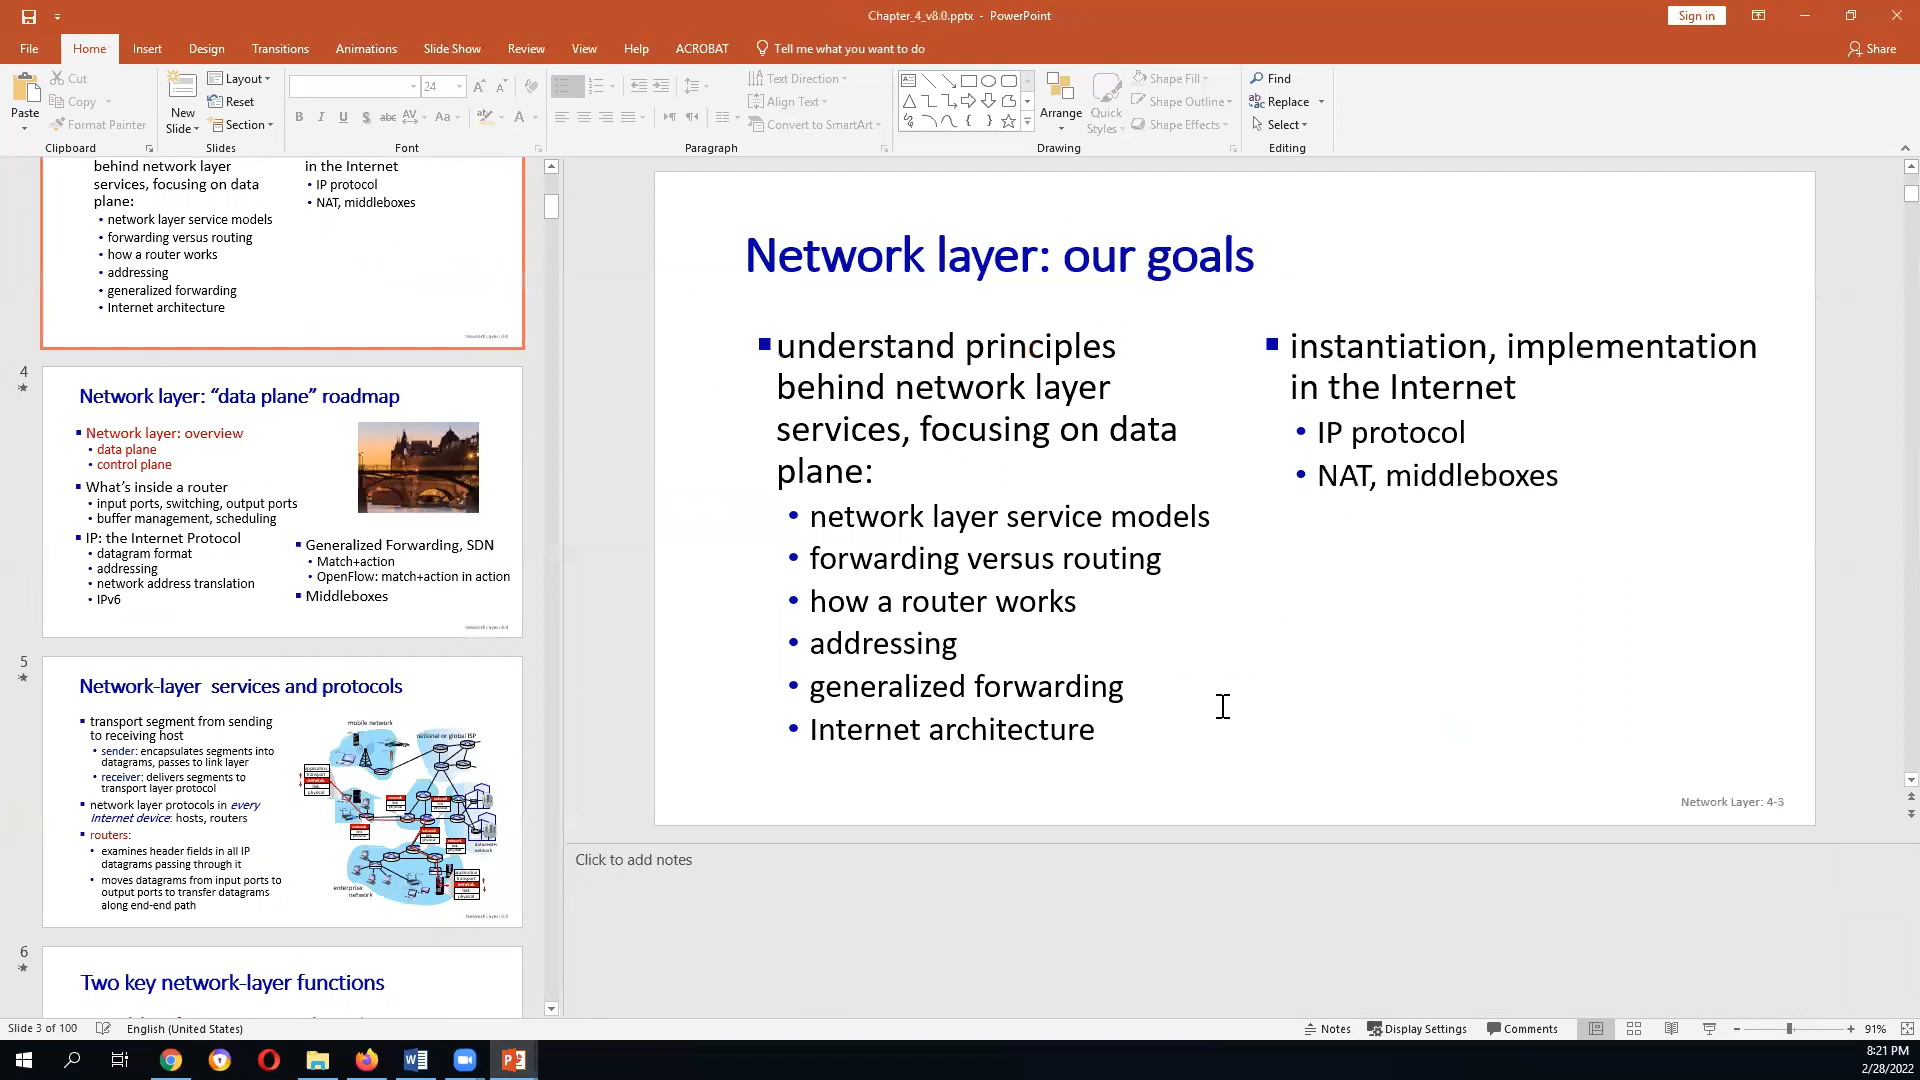 Chapter_4_v8.0.pptx - PowerPoint
Sign in
File Home Insert Design Transitions Animations Slide Show Review View Help ACROBAT Tell me what you want to do Share
Paste
Cut
Copy
Format Painter
Clipboard
New
Slide
Layout
Reset
Section
Slides
24
B I U S abc AV Aa A
Font
Text Direction
Align Text
Convert to SmartArt
Paragraph
Arrange
Quick
Styles
Shape Fill
Shape Outline
Shape Effects
Drawing
Find
Replace
Select
Editing
behind network layer
services, focusing on data
plane:
• network layer service models
• forwarding versus routing
• how a router works
• addressing
• generalized forwarding
• Internet architecture
in the Internet
• IP protocol
• NAT, middleboxes
4
Network layer: “data plane” roadmap
Network layer: overview
• data plane
• control plane
What’s inside a router
• input ports, switching, output ports
• buffer management, scheduling
IP: the Internet Protocol
• datagram format
• addressing
• network address translation
• IPv6
Generalized Forwarding, SDN
• Match+action
• OpenFlow: match+action in action
Middleboxes
5
Network-layer services and protocols
transport segment from sending
to receiving host
• sender: encapsulates segments into
datagrams, passes to link layer
• receiver: delivers segments to
transport layer protocol
network layer protocols in every
Internet device: hosts, routers
routers:
• examines header fields in all IP
datagrams passing through it
• moves datagrams from input ports to
output ports to transfer datagrams
along end-end path
mobile network
national or global ISP
datacenter
network
enterprise
network
6
Two key network-layer functions
Network layer: our goals
understand principles
behind network layer
services, focusing on data
plane:
• network layer service models
• forwarding versus routing
• how a router works
• addressing
• generalized forwarding
• Internet architecture
instantiation, implementation
in the Internet
• IP protocol
• NAT, middleboxes
Network Layer: 4-3
Click to add notes
Slide 3 of 100 English (United States) Notes Display Settings Comments 91%
8:21 PM
2/28/2022